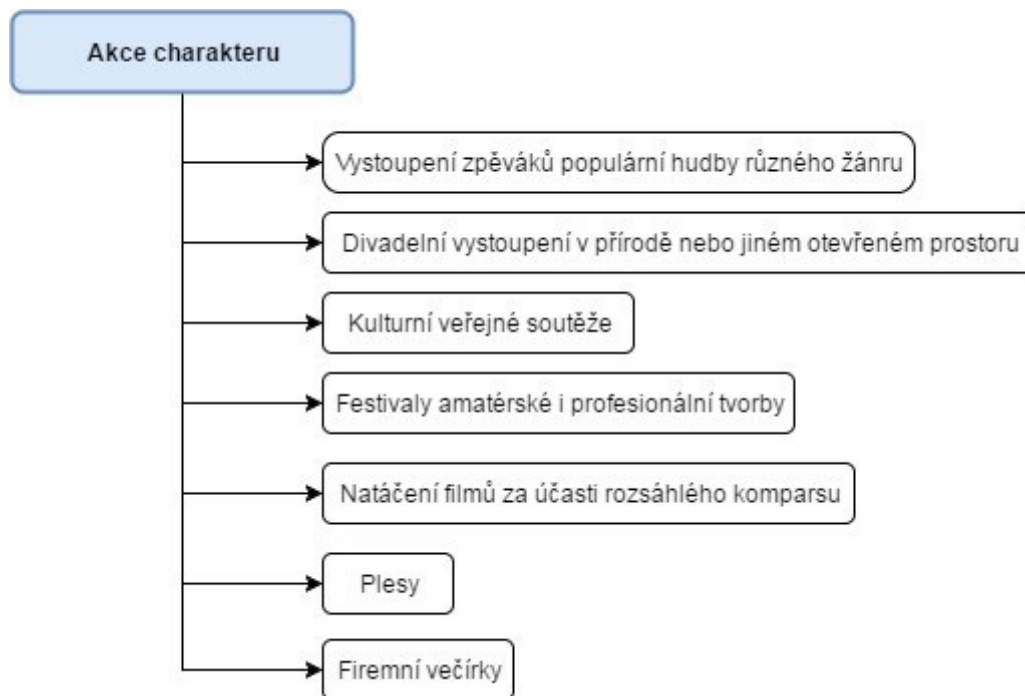 Akce charakteru
Vystoupení zpěváků populární hudby různého žánru
Divadelní vystoupení v přírodě nebo jiném otevřeném prostoru
Kulturní veřejné soutěže
Festivaly amatérské i profesionální tvorby
Natáčení filmů za účasti rozsáhlého komparsu
Plesy
Firemní večírky